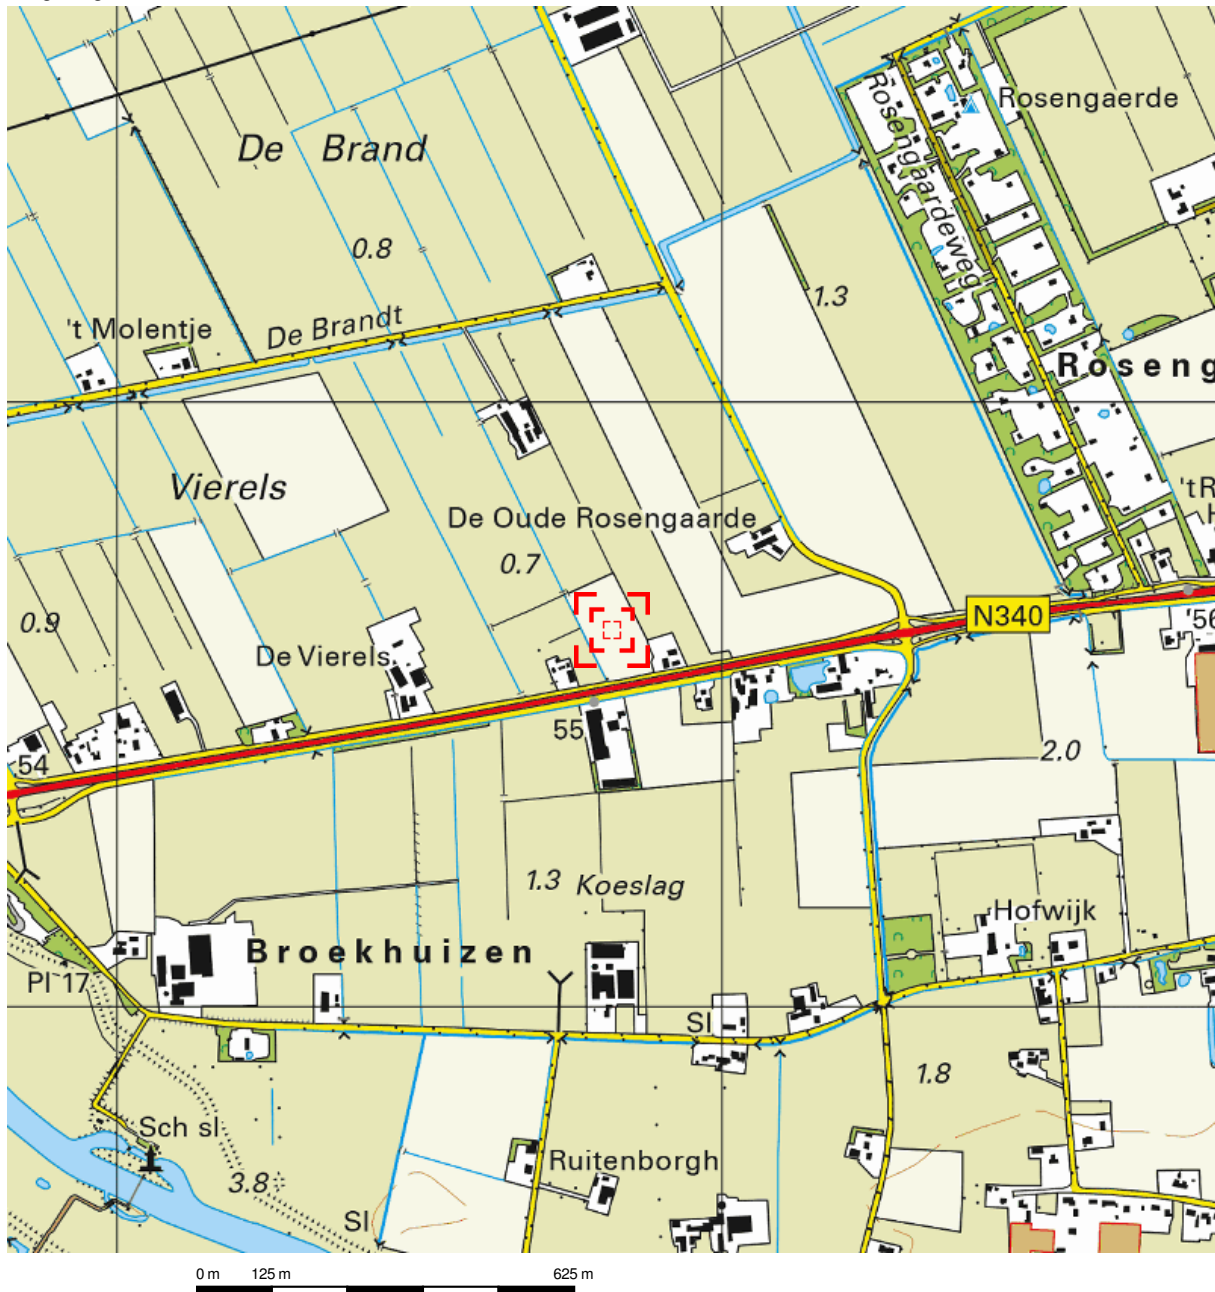 Rosengaerde
De Brand
Rosengaardeweg
0.8
1.3
't Molentje
De Brandt
Roseng
Vierels
't R
H
De Oude Rosengaarde
0.7
0.9
N340
'56
De Vierels
55
54
2.0
1.3 Koeslag
Hofwijk
Broekhuizen
Pl 17
Sl
1.8
Sch sl
Ruitenborgh
3.8
Sl
0 m 125 m 625 m